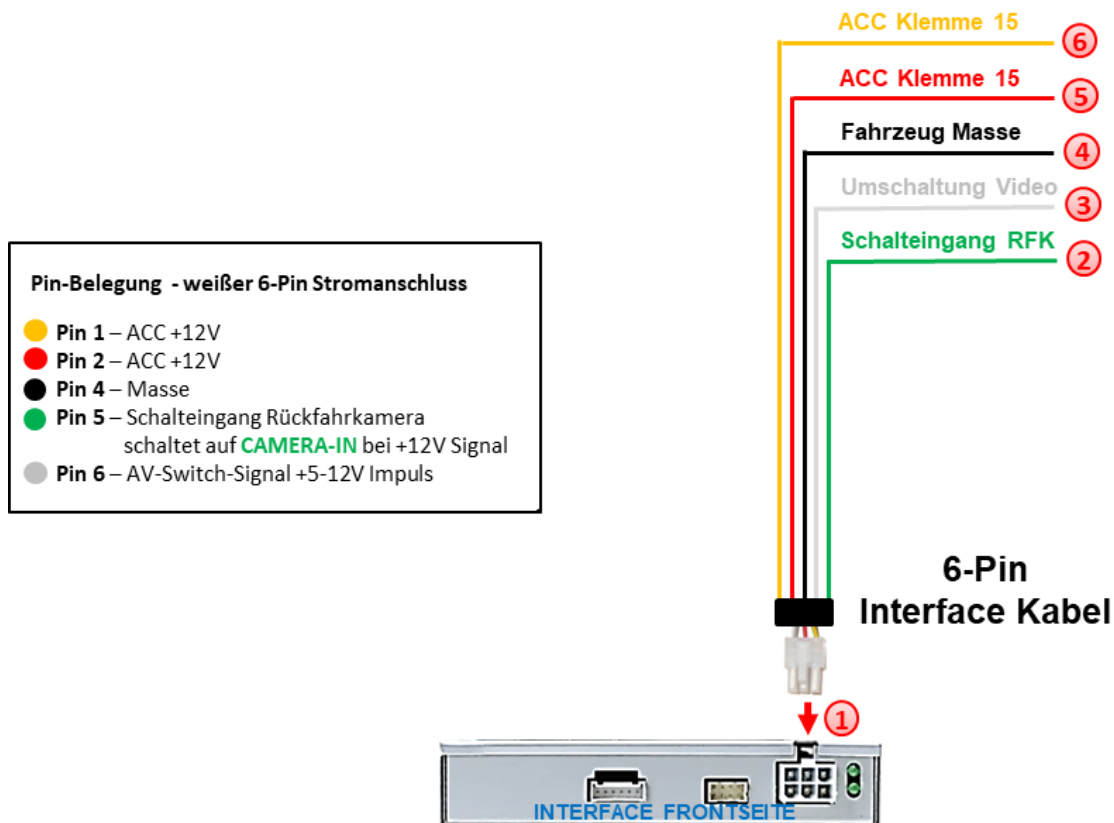 ACC Klemme 15
6
ACC Klemme 15
5
Fahrzeug Masse
4
Umschaltung Video
3
Schalteingang RFK
2
Pin-Belegung - weißer 6-Pin Stromanschluss
Pin 1 – ACC +12V
Pin 2 – ACC +12V
Pin 4 – Masse
Pin 5 – Schalteingang Rückfahrkamera
schaltet auf CAMERA-IN bei +12V Signal
Pin 6 – AV-Switch-Signal +5-12V Impuls
6-Pin
Interface Kabel
1
INTERFACE FRONTSEITE